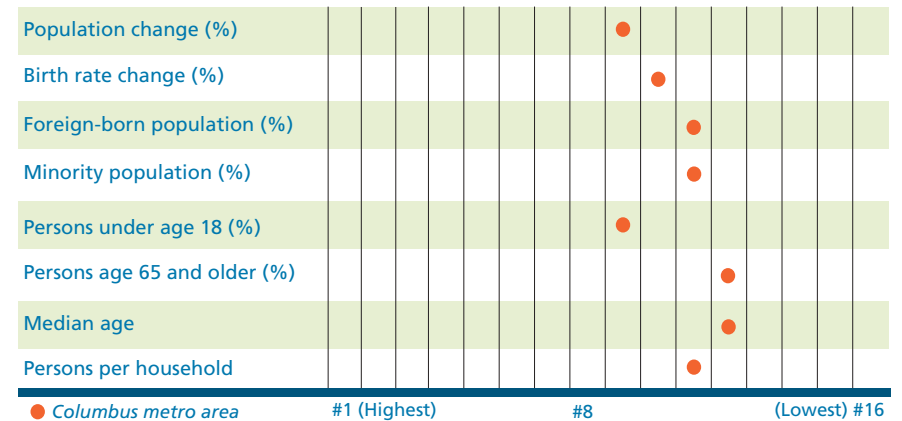 Population change (%)
Birth rate change (%)
Foreign-born population (%)
Minority population (%)
Persons under age 18 (%)
Persons age 65 and older (%)
Median age
Persons per household
Columbus metro area #1 (Highest) #8 (Lowest) #16